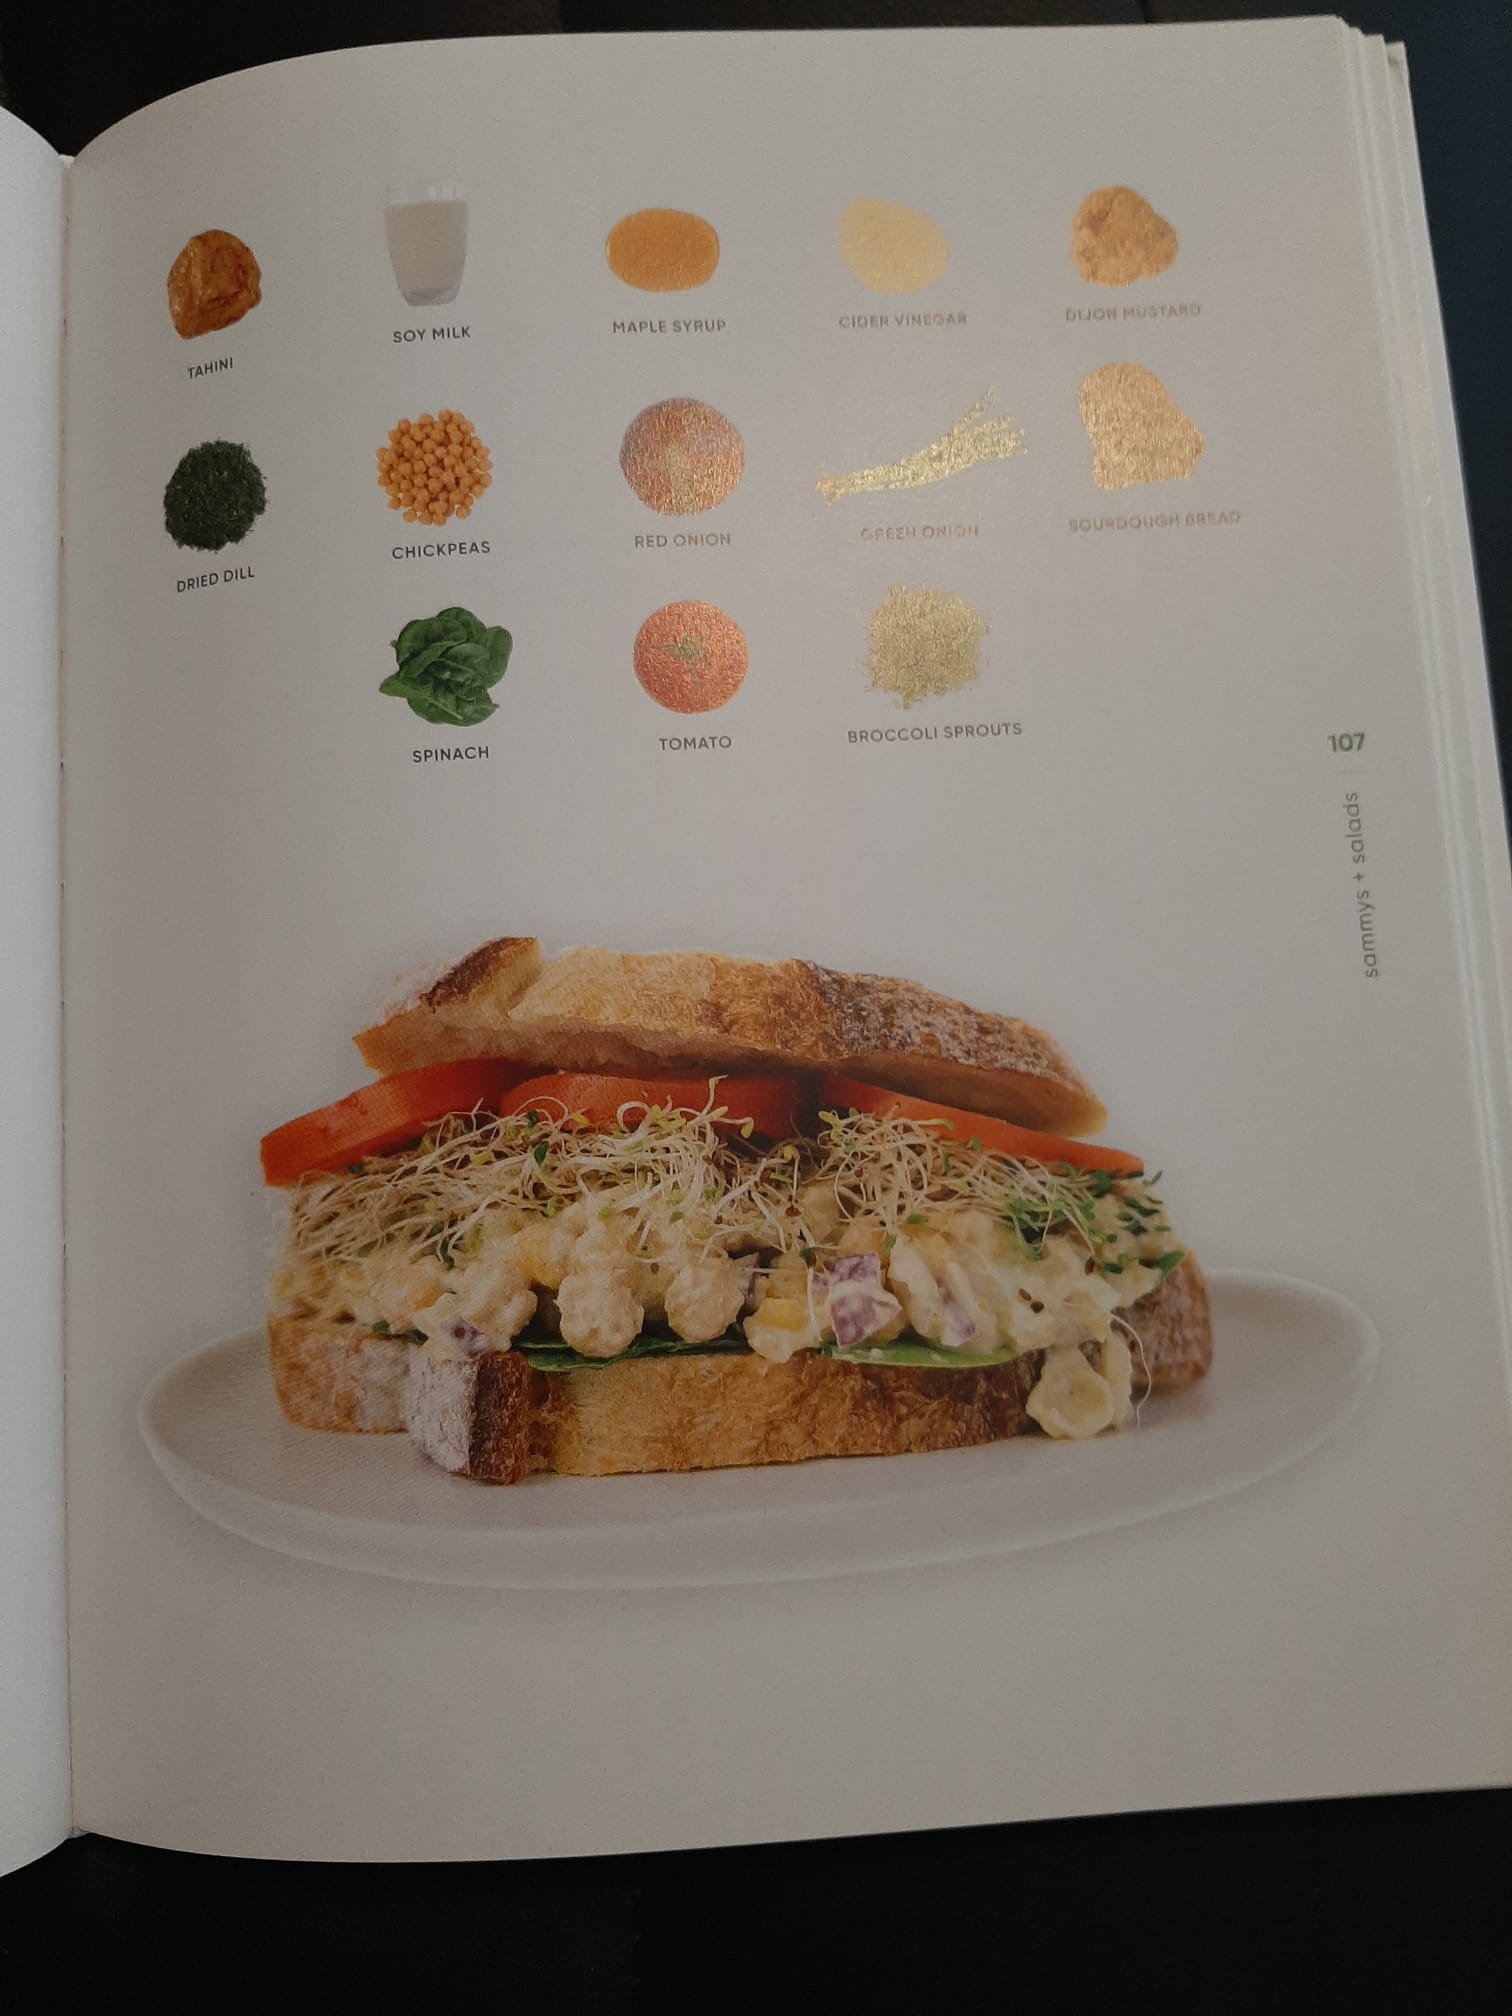 TAHINI
SOY MILK
MAPLE SYRUP
CIDER VINEGAR
DIJON MUSTARD
DRIED DILL
CHICKPEAS
RED ONION
GREEN ONION
SOURDOUGH BREAD
SPINACH
TOMATO
BROCCOLI SPROUTS
107
sammys + salads